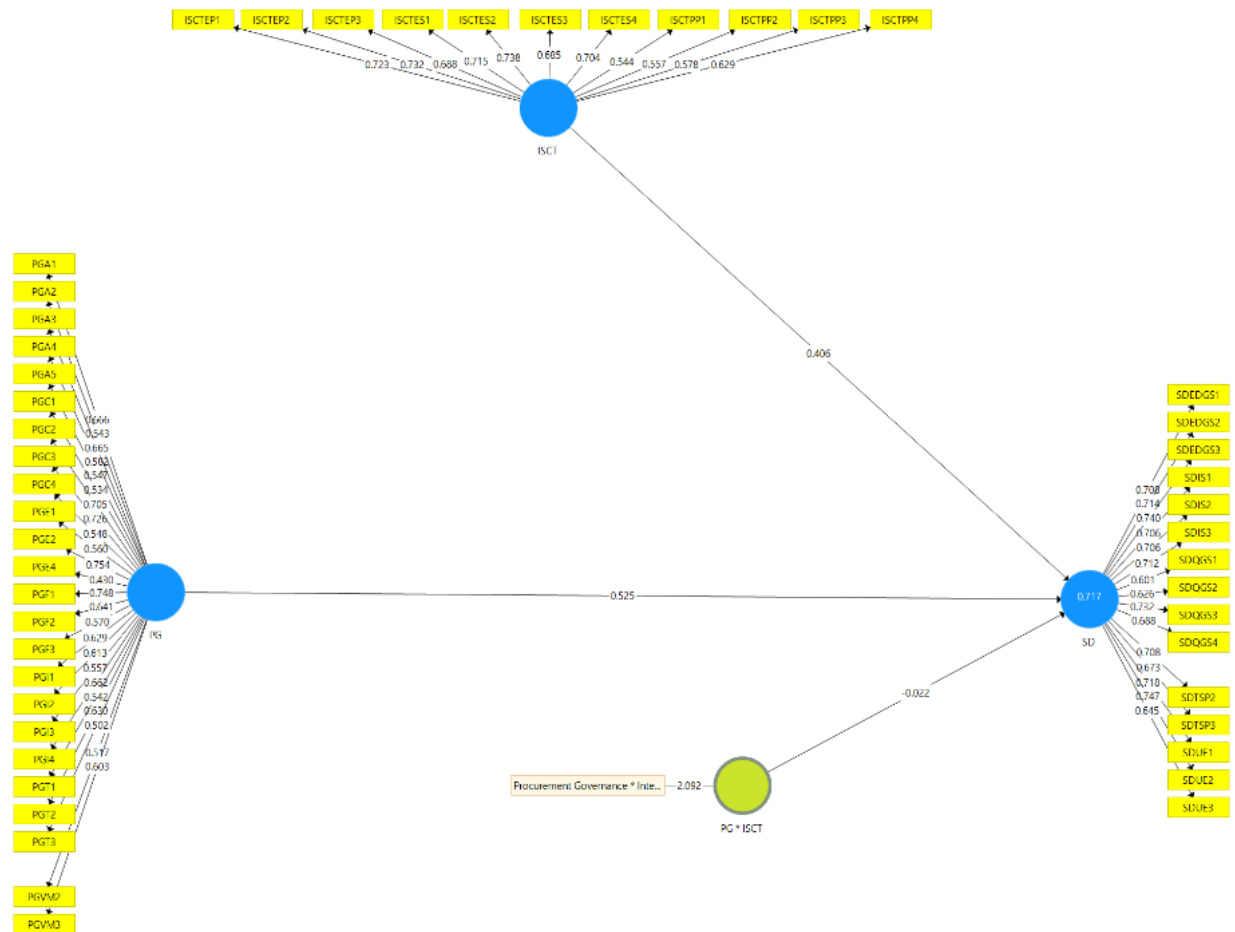 ISCTEP1 ISCTEP2 ISCTEP3 ISCTES1 ISCTES2 ISCTES3 ISCTES4 ISCTPP1 ISCTPP2 ISCTPP3 ISCTPP4
0.723 0.732 0.688 0.715 0.738 0.685 0.704 0.544 0.557 0.578 0.629
ISCT
PGA1
PGA2
PGA3
PGA4
PGA5
PGC1
PGC2
PGC3
PGC4
PGE1
PGE2
PGE4
PGF1
PGF2
PGF3
PGI1
PGI2
PGI3
PGI4
PGT1
PGT2
PGT3
PGVM2
PGVM3
0.666
0.543
0.665
0.582
0.547
0.534
0.705
0.726
0.548
0.560
0.754
0.430
0.748
0.641
0.570
0.629
0.613
0.557
0.662
0.542
0.630
0.502
0.517
0.603
PG
0.406
0.525
-0.022
Procurement Governance * Inte...
2.092
PG * ISCT
0.717
SD
0.708
0.714
0.740
0.706
0.706
0.712
0.601
0.626
0.732
0.688
0.708
0.673
0.718
0.747
0.645
SDEDGS1
SDEDGS2
SDEDGS3
SDIS1
SDIS2
SDIS3
SDQGS1
SDQGS2
SDQGS3
SDQGS4
SDTSP2
SDTSP3
SDUE1
SDUE2
SDUE3